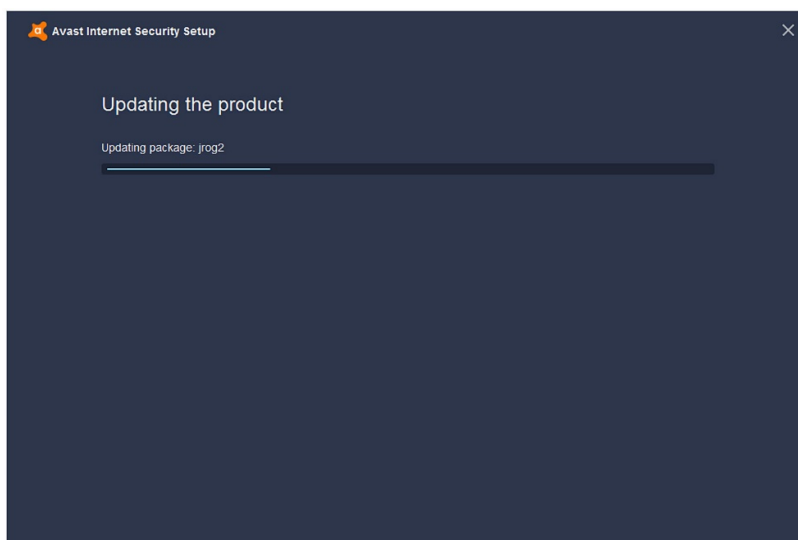 Avast Internet Security Setup
Updating the product
Updating package: jrog2